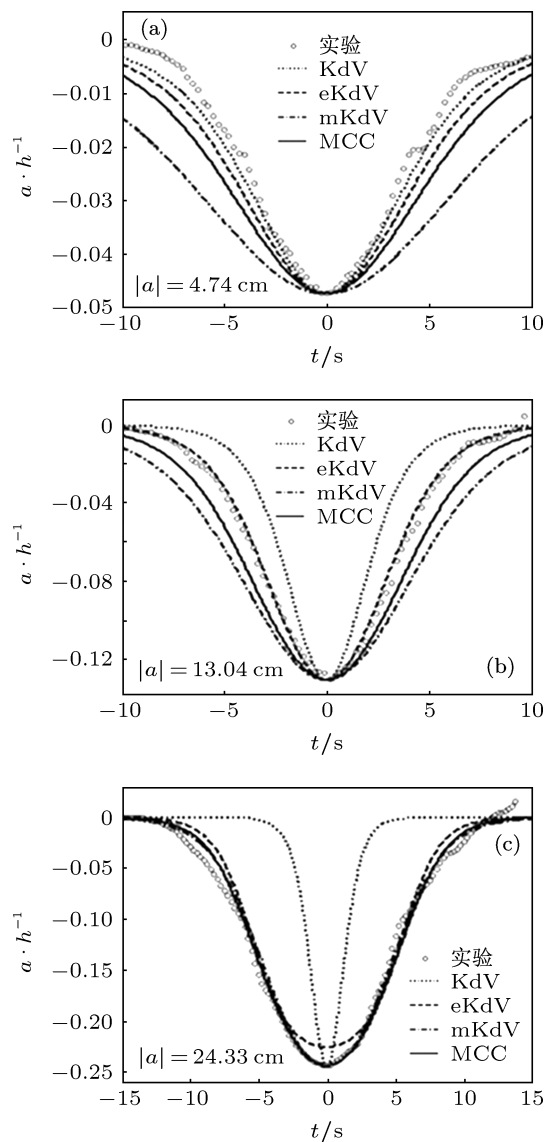 (a)
0
−0.01
−0.02
−0.03
−0.04
−0.05
a · h⁻¹
实验
KdV
eKdV
mKdV
MCC
|a| = 4.74 cm
−10 −5 0 5 10
t/s
0
−0.04
−0.08
−0.12
a · h⁻¹
实验
KdV
eKdV
mKdV
MCC
|a| = 13.04 cm
(b)
−10 −5 0 5 10
t/s
0
−0.05
−0.10
−0.15
−0.20
−0.25
a · h⁻¹
(c)
实验
KdV
eKdV
mKdV
MCC
|a| = 24.33 cm
−15 −10 −5 0 5 10 15
t/s